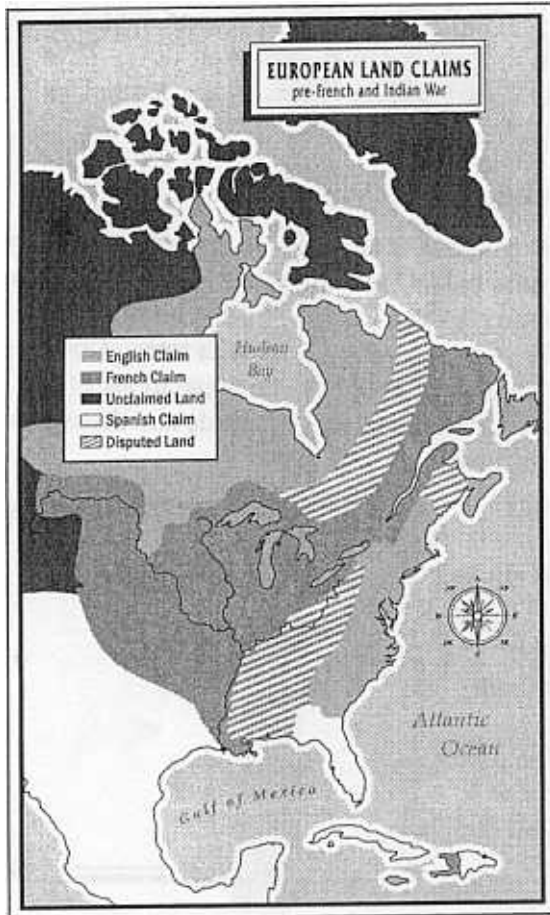 EUROPEAN LAND CLAIMS
pre-French and Indian War
Hudson
Bay
English Claim
French Claim
Unclaimed Land
Spanish Claim
Disputed Land
Atlantic
Ocean
Gulf of Mexico